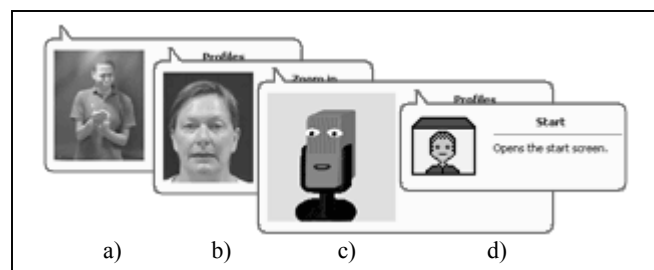 Profiles
Zoom in
Profiles
Start
Opens the start screen.
a) b) c) d)